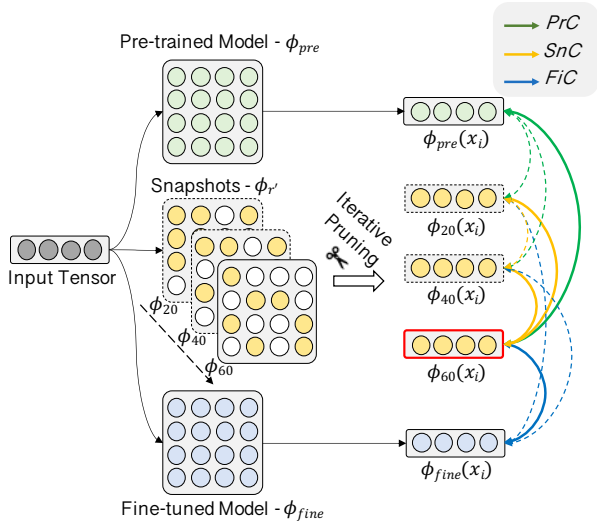 PrC
SnC
FiC
Pre-trained Model - ϕ_pre
ϕ_pre(x_i)
Snapshots - ϕ_r′
Iterative
Pruning
ϕ_20(x_i)
Input Tensor
ϕ_40(x_i)
ϕ_20
ϕ_40
ϕ_60
ϕ_60(x_i)
ϕ_fine(x_i)
Fine-tuned Model - ϕ_fine